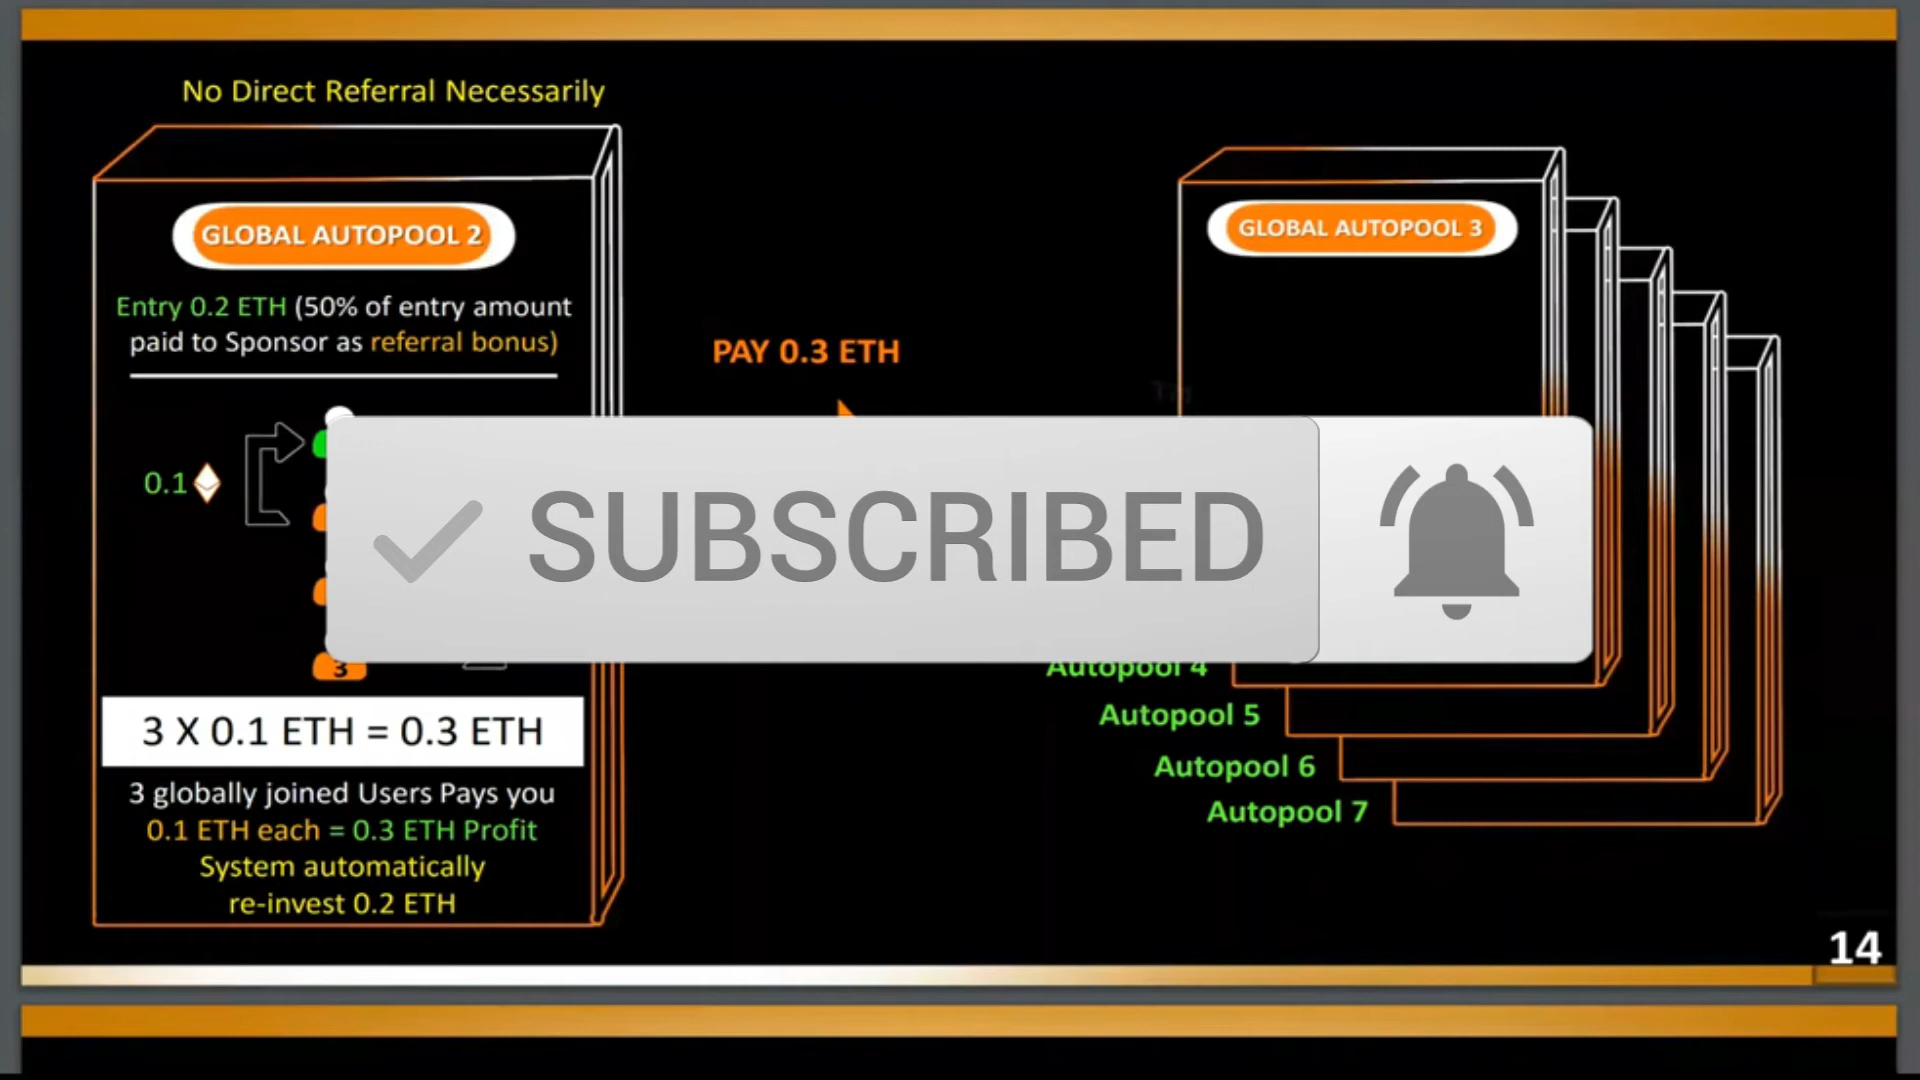 No Direct Referral Necessarily
GLOBAL AUTOPOOL 2
Entry 0.2 ETH (50% of entry amount
paid to Sponsor as referral bonus)
0.1
3
3 X 0.1 ETH = 0.3 ETH
3 globally joined Users Pays you
0.1 ETH each = 0.3 ETH Profit
System automatically
re-invest 0.2 ETH
PAY 0.3 ETH
SUBSCRIBED
GLOBAL AUTOPOOL 3
Autopool 4
Autopool 5
Autopool 6
Autopool 7
14